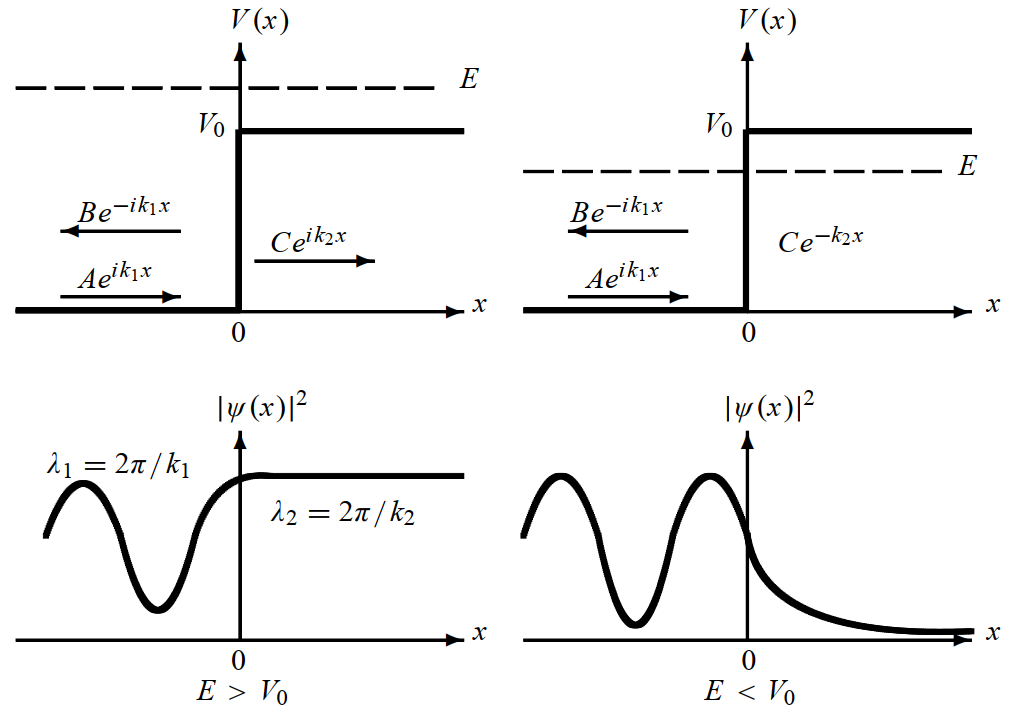 V(x)
E
V₀
Be^{-ik₁x}
Ce^{ik₂x}
Ae^{ik₁x}
x
0
V(x)
V₀
E
Be^{-ik₁x}
Ce^{-k₂x}
Ae^{ik₁x}
x
0
|ψ(x)|²
λ₁ = 2π/k₁
λ₂ = 2π/k₂
x
0
E > V₀
|ψ(x)|²
x
0
E < V₀